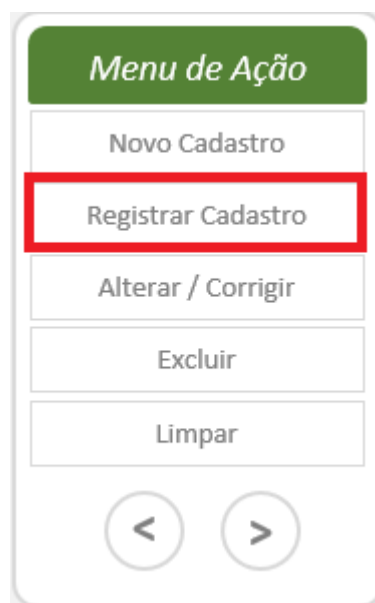 Menu de Ação
Novo Cadastro
Registrar Cadastro
Alterar / Corrigir
Excluir
Limpar
< >